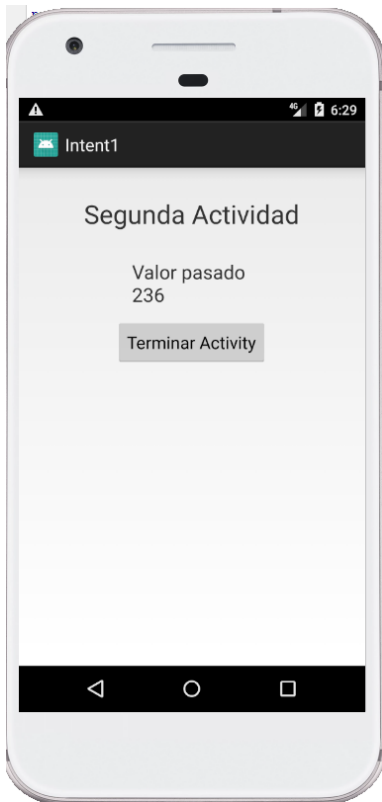 4G 6:29
Intent1
Segunda Actividad
Valor pasado
236
Terminar Activity